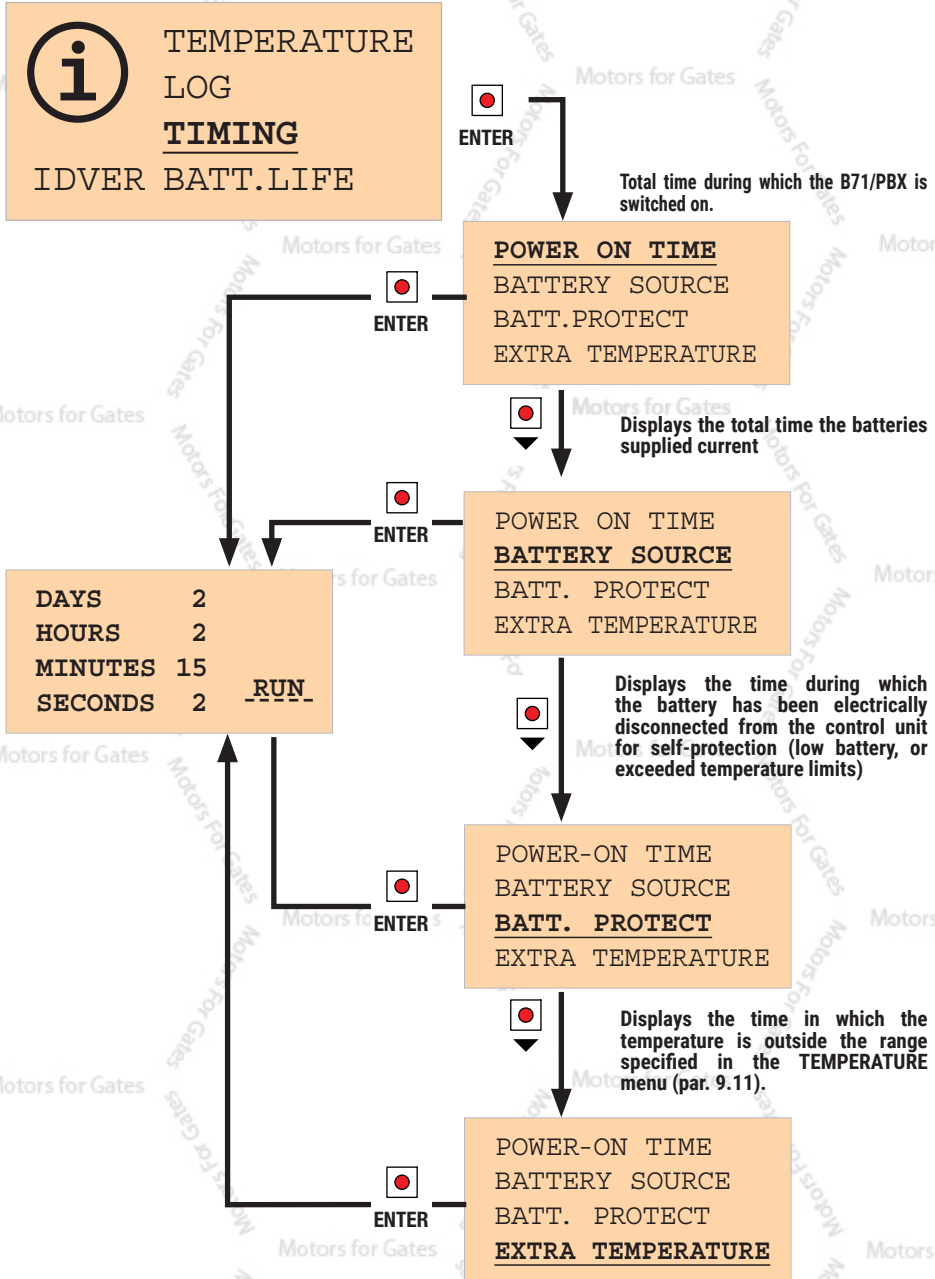 i
TEMPERATURE
LOG
TIMING
IDVER BATT.LIFE
ENTER
Total time during which the B71/PBX is
switched on.
POWER ON TIME
BATTERY SOURCE
BATT.PROTECT
EXTRA TEMPERATURE
ENTER
Displays the total time the batteries
supplied current
ENTER
POWER ON TIME
BATTERY SOURCE
BATT. PROTECT
EXTRA TEMPERATURE
DAYS 2
HOURS 2
MINUTES 15
SECONDS 2
RUN
Displays the time during which
the battery has been electrically
disconnected from the control unit
for self-protection (low battery, or
exceeded temperature limits)
POWER-ON TIME
BATTERY SOURCE
BATT. PROTECT
EXTRA TEMPERATURE
ENTER
Displays the time in which the
temperature is outside the range
specified in the TEMPERATURE
menu (par. 9.11).
POWER-ON TIME
BATTERY SOURCE
BATT. PROTECT
EXTRA TEMPERATURE
ENTER
Motors for Gates
Motors For Gates